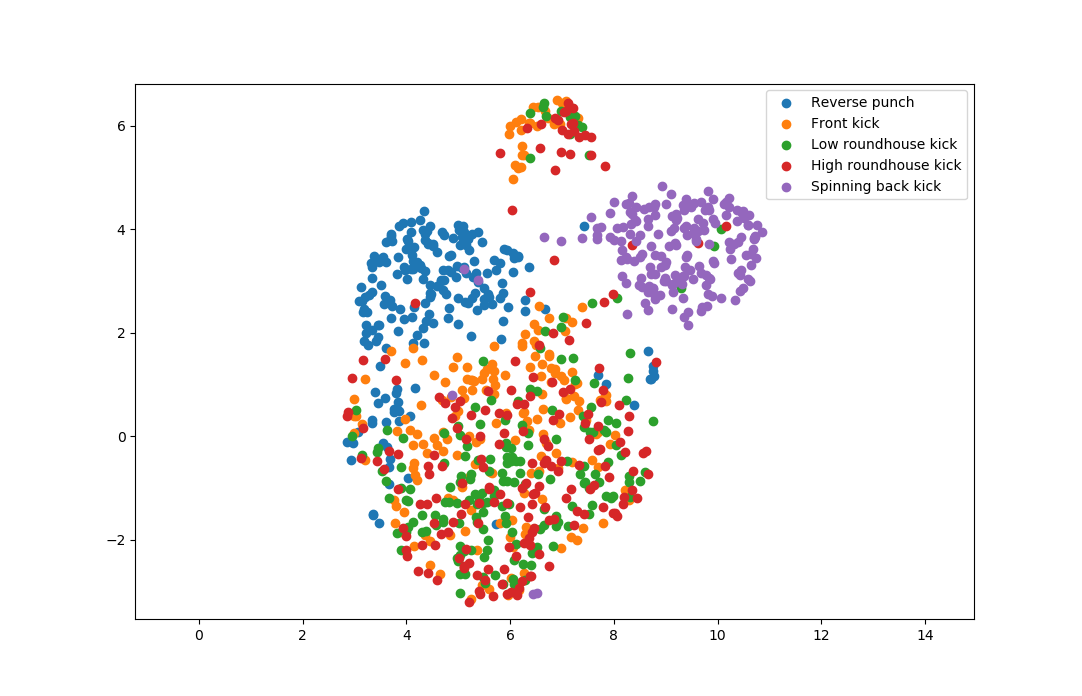 Reverse punch
Front kick
Low roundhouse kick
High roundhouse kick
Spinning back kick
6
4
2
0
−2
0 2 4 6 8 10 12 14